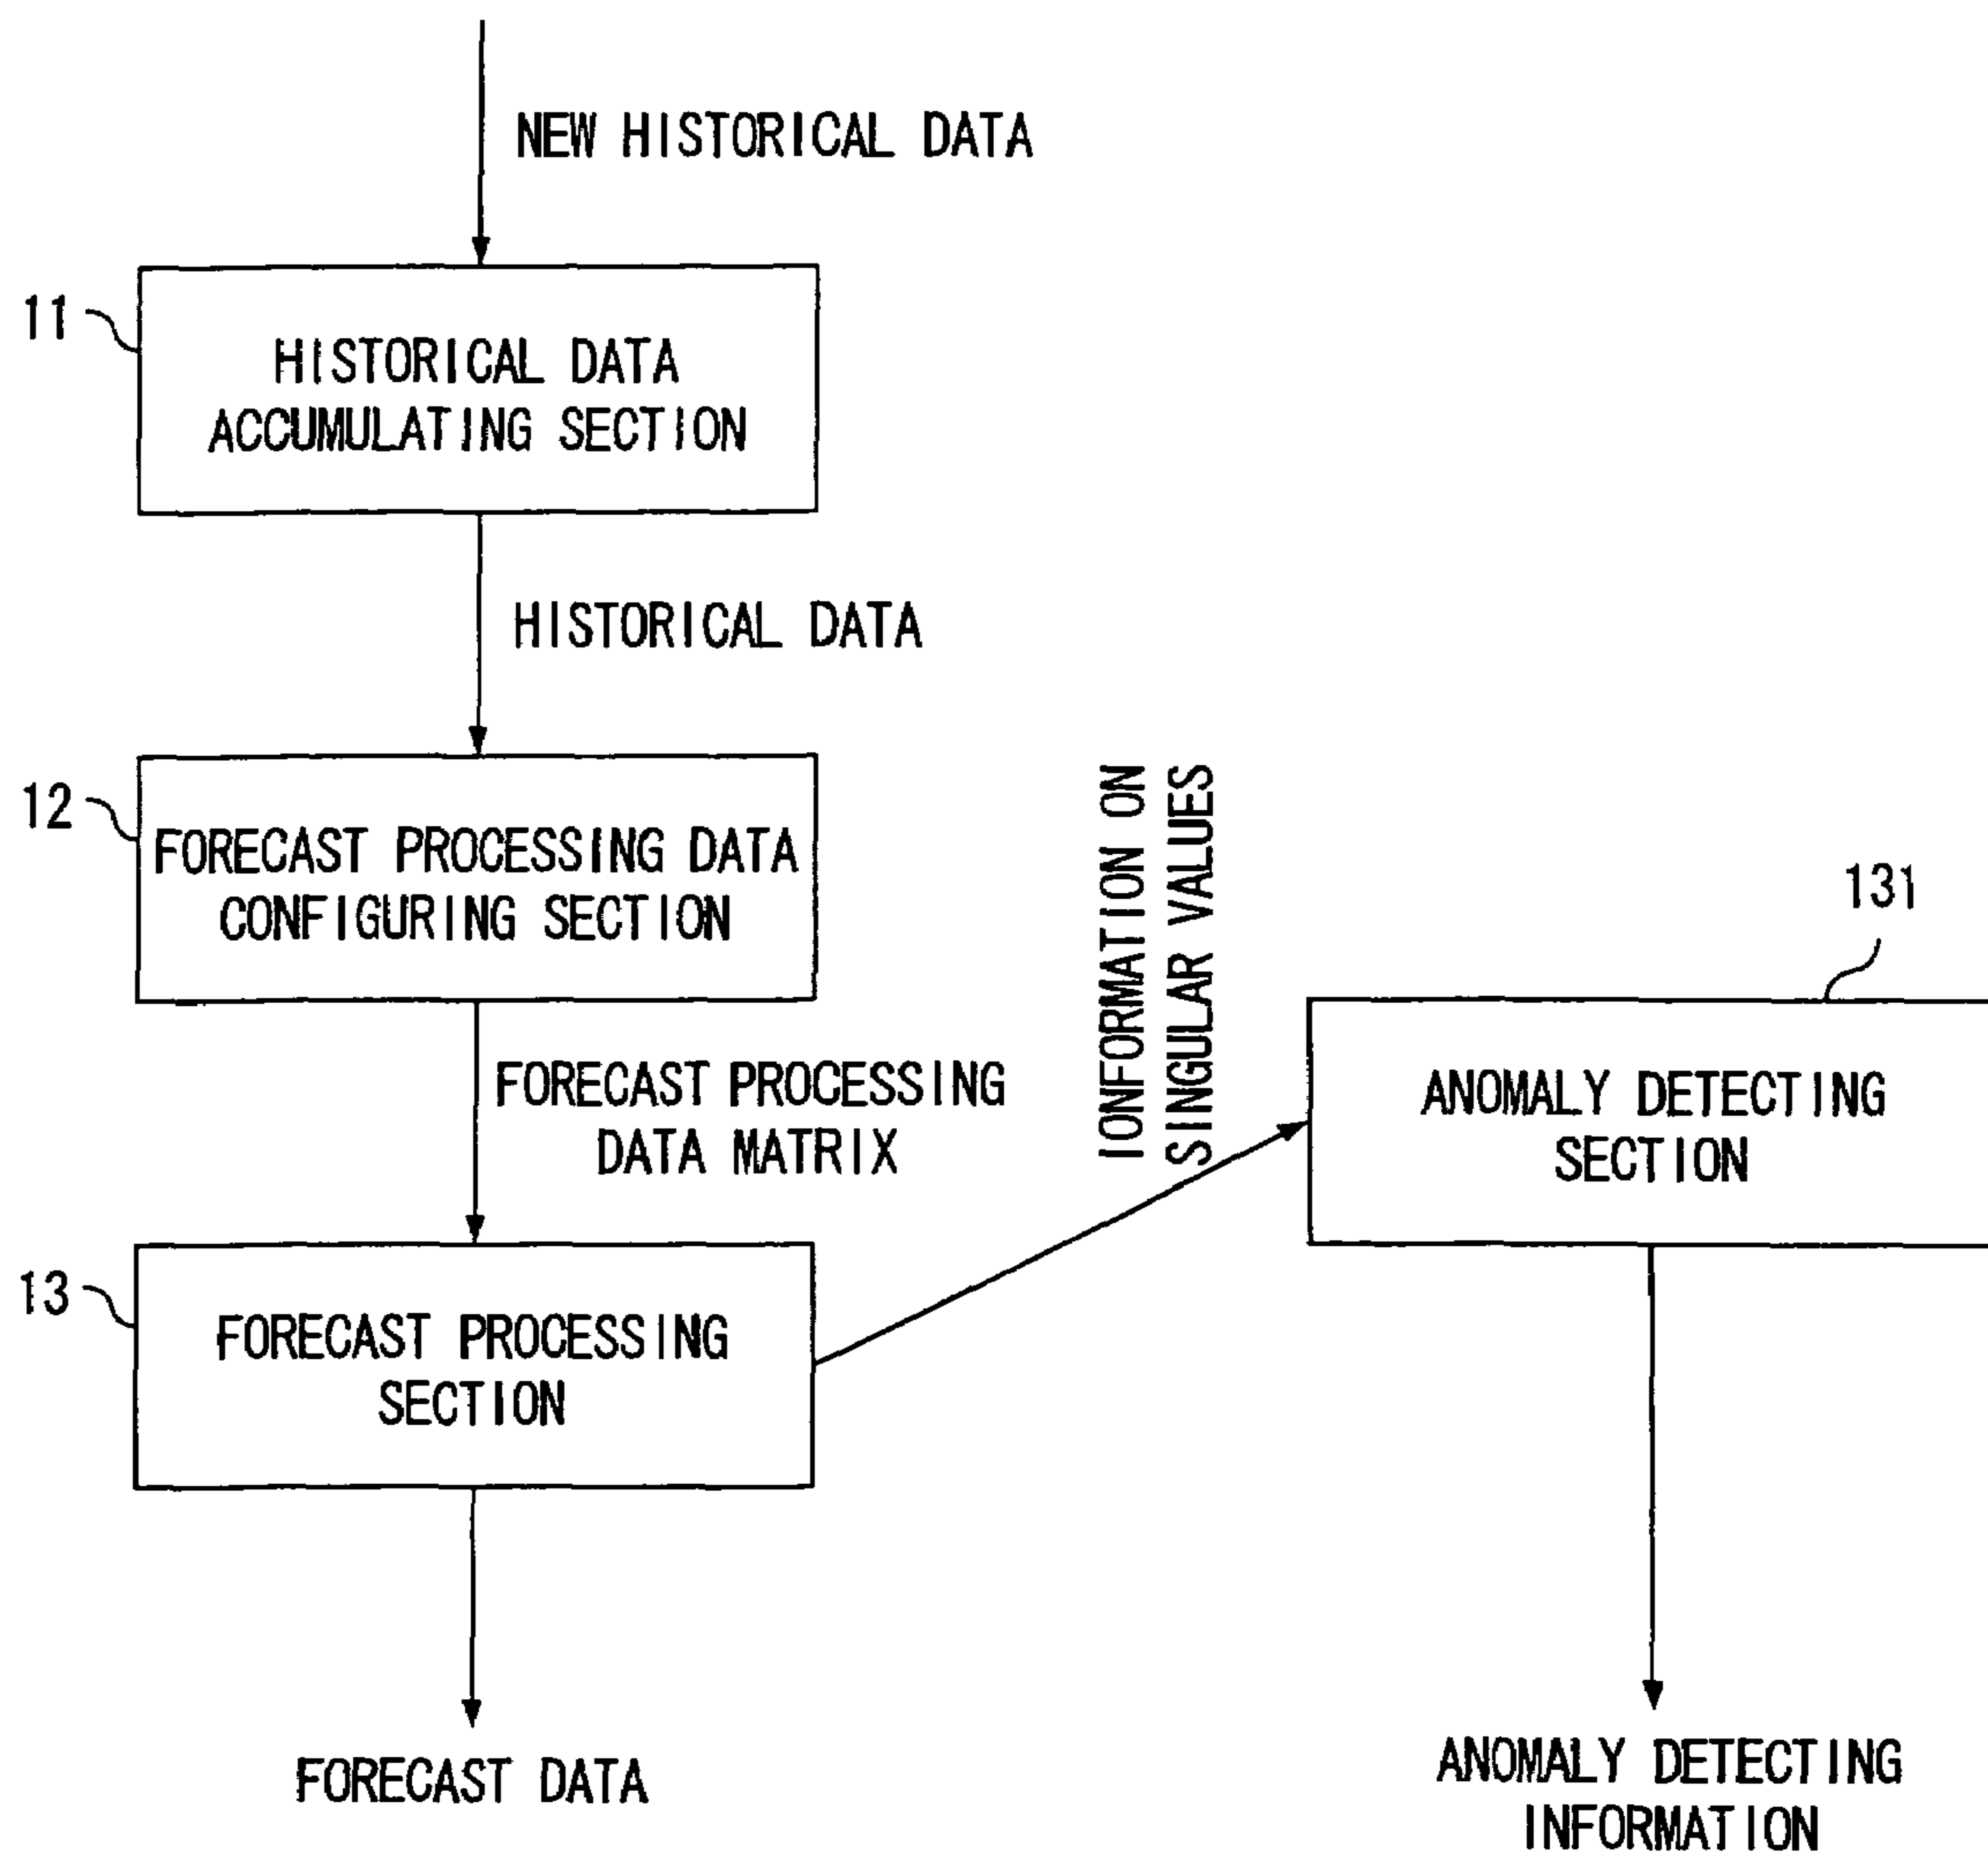 NEW HISTORICAL DATA
11
HISTORICAL DATA
ACCUMULATING SECTION
HISTORICAL DATA
12
FORECAST PROCESSING DATA
CONFIGURING SECTION
FORECAST PROCESSING
DATA MATRIX
IONFORMATION ON
SINGULAR VALUES
131
ANOMALY DETECTING
SECTION
13
FORECAST PROCESSING
SECTION
FORECAST DATA
ANOMALY DETECTING
INFORMATION